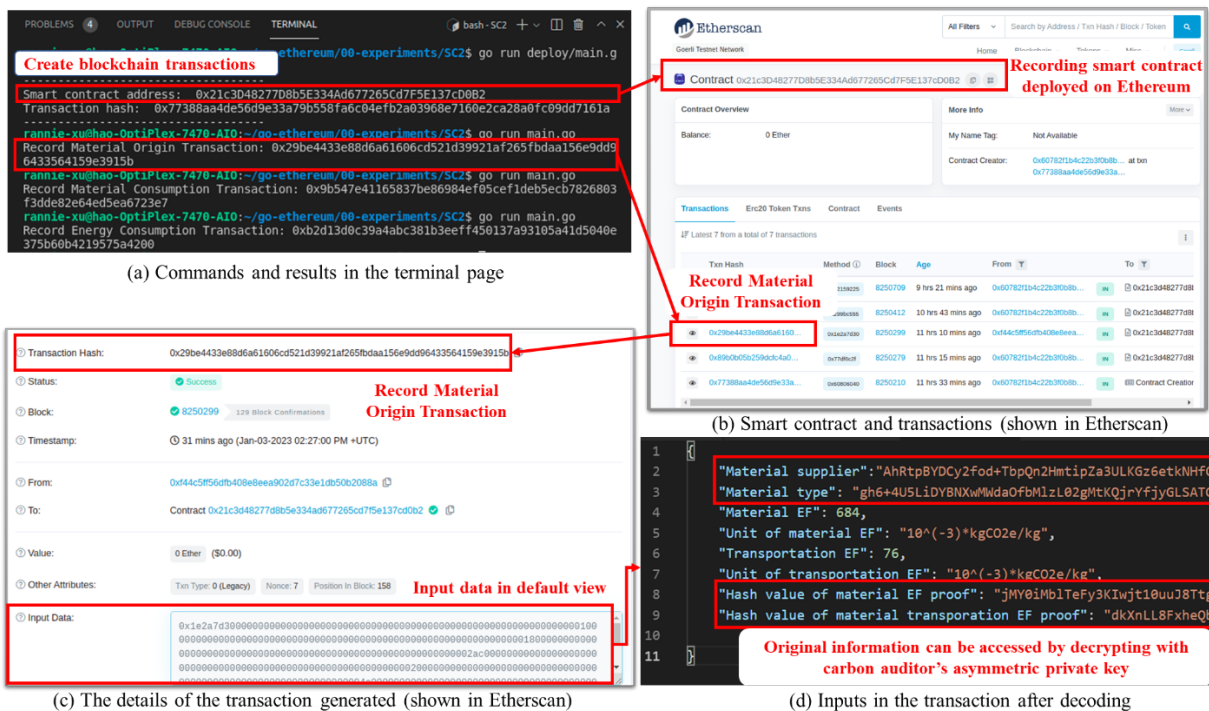 PROBLEMS 4 OUTPUT DEBUG CONSOLE TERMINAL bash - SC2
Create blockchain transactions
go-ethereum/00-experiments/SC2$ go run deploy/main.g
Smart contract address: 0x21c3D48277D8b5E334Ad677265Cd7F5E137cD0B2
Transaction hash: 0x77388aa4de56d9e33a79b558fa6c04efb2a03968e7160e2ca28a0fc09dd7161a
rannie-xu@hao-OptiPlex-7470-AIO:~/go-ethereum/00-experiments/SC2$ go run main.go
Record Material Origin Transaction: 0x29be4433e88d6a61606cd521d39921af265fbdaa156e9dd9
6433564159e3915b
rannie-xu@hao-OptiPlex-7470-AIO:~/go-ethereum/00-experiments/SC2$ go run main.go
Record Material Consumption Transaction: 0x9b547e41165837be86984ef05cef1deb5ecb7826803
f3dde82e64ed5ea6723e7
rannie-xu@hao-OptiPlex-7470-AIO:~/go-ethereum/00-experiments/SC2$ go run main.go
Record Energy Consumption Transaction: 0xb2d13d0c39a4abc381b3eeff450137a93105a41d5040e
375b60b4219575a4200
(a) Commands and results in the terminal page
Etherscan
All Filters Search by Address / Txn Hash / Block / Token
Goerli Testnet Network
Home
Contract 0x21c3D48277D8b5E334Ad677265Cd7F5E137cD0B2
Recording smart contract
deployed on Ethereum
Contract Overview
Balance: 0 Ether
More Info More
My Name Tag: Not Available
Contract Creator: 0x60782f1b4c22b3f0b8b... at txn
0x77388aa4de56d9e33a...
Transactions Erc20 Token Txns Contract Events
Latest 7 from a total of 7 transactions
Txn Hash Method Block Age From To
Record Material
Origin Transaction
8250709 9 hrs 21 mins ago 0x60782f1b4c22b3f0b8b... IN 0x21c3d48277d8
8250412 10 hrs 43 mins ago 0x60782f1b4c22b3f0b8b... IN 0x21c3d48277d8
0x29be4433e88d6a6160... 0x1e2a7d30 8250299 11 hrs 10 mins ago 0xf44c5ff56dfb408e8eea... IN 0x21c3d48277d8
0x89b0b05b259dcfc4a0... 8250279 11 hrs 15 mins ago 0x60782f1b4c22b3f0b8b... IN 0x21c3d48277d8
0x77388aa4de56d9e33a... 0x60806040 8250210 11 hrs 33 mins ago 0x60782f1b4c22b3f0b8b... IN Contract Creation
(b) Smart contract and transactions (shown in Etherscan)
Transaction Hash: 0x29be4433e88d6a61606cd521d39921af265fbdaa156e9dd96433564159e3915b
Status: Success
Record Material
Origin Transaction
Block: 8250299 129 Block Confirmations
Timestamp: 31 mins ago (Jan-03-2023 02:27:00 PM +UTC)
From: 0xf44c5ff56dfb408e8eea902d7c33e1db50b2088a
To: Contract 0x21c3d48277d8b5e334ad677265cd7f5e137cd0b2
Value: 0 Ether ($0.00)
Other Attributes: Txn Type: 0 (Legacy) Nonce: 7 Position In Block: 158
Input data in default view
Input Data:
(c) The details of the transaction generated (shown in Etherscan)
1 {
2 "Material supplier":
3 "Material type":
4 "Material EF": 684,
5 "Unit of material EF": "10^(-3)*kgCO2e/kg",
6 "Transportation EF": 76,
7 "Unit of transportation EF": "10^(-3)*kgCO2e/kg",
8 "Hash value of material EF proof":
9 "Hash value of material transporation EF proof":
10
11 }
Original information can be accessed by decrypting with
carbon auditor's asymmetric private key
(d) Inputs in the transaction after decoding